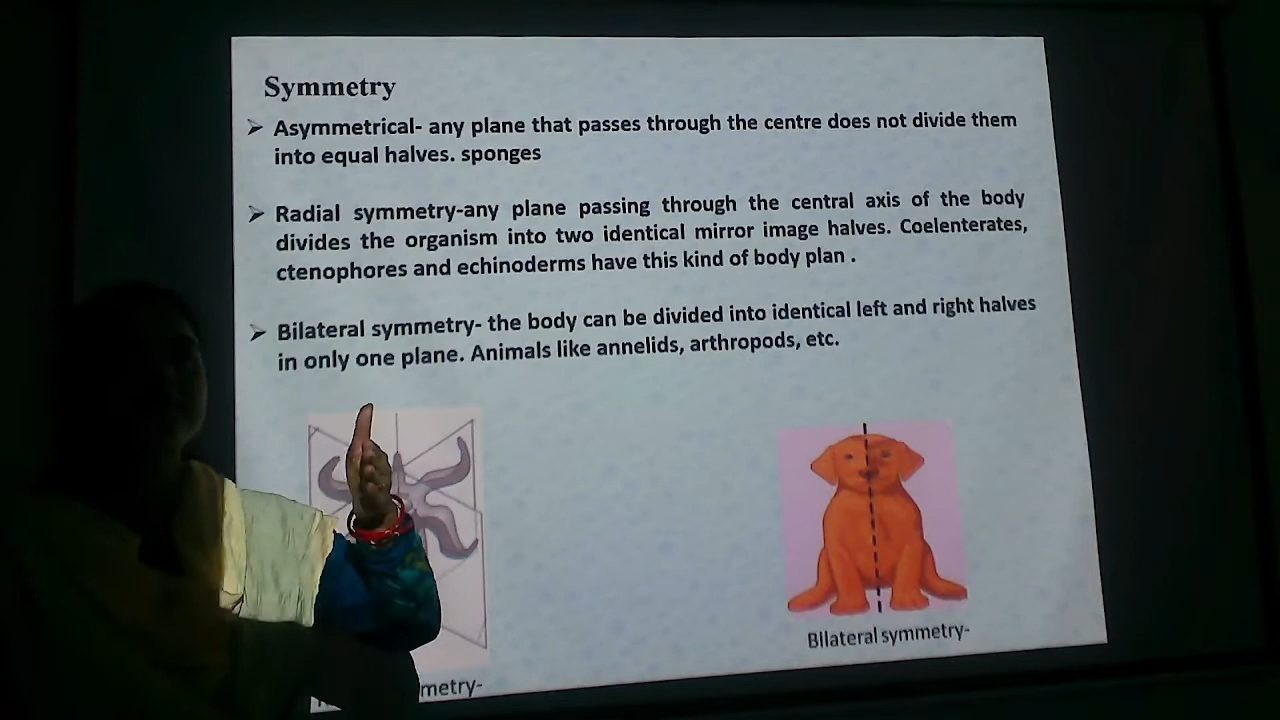 Symmetry
➢ Asymmetrical- any plane that passes through the centre does not divide them
into equal halves. sponges
➢ Radial symmetry-any plane passing through the central axis of the body
divides the organism into two identical mirror image halves. Coelenterates,
ctenophores and echinoderms have this kind of body plan .
➢ Bilateral symmetry- the body can be divided into identical left and right halves
in only one plane. Animals like annelids, arthropods, etc.
metry-
Bilateral symmetry-